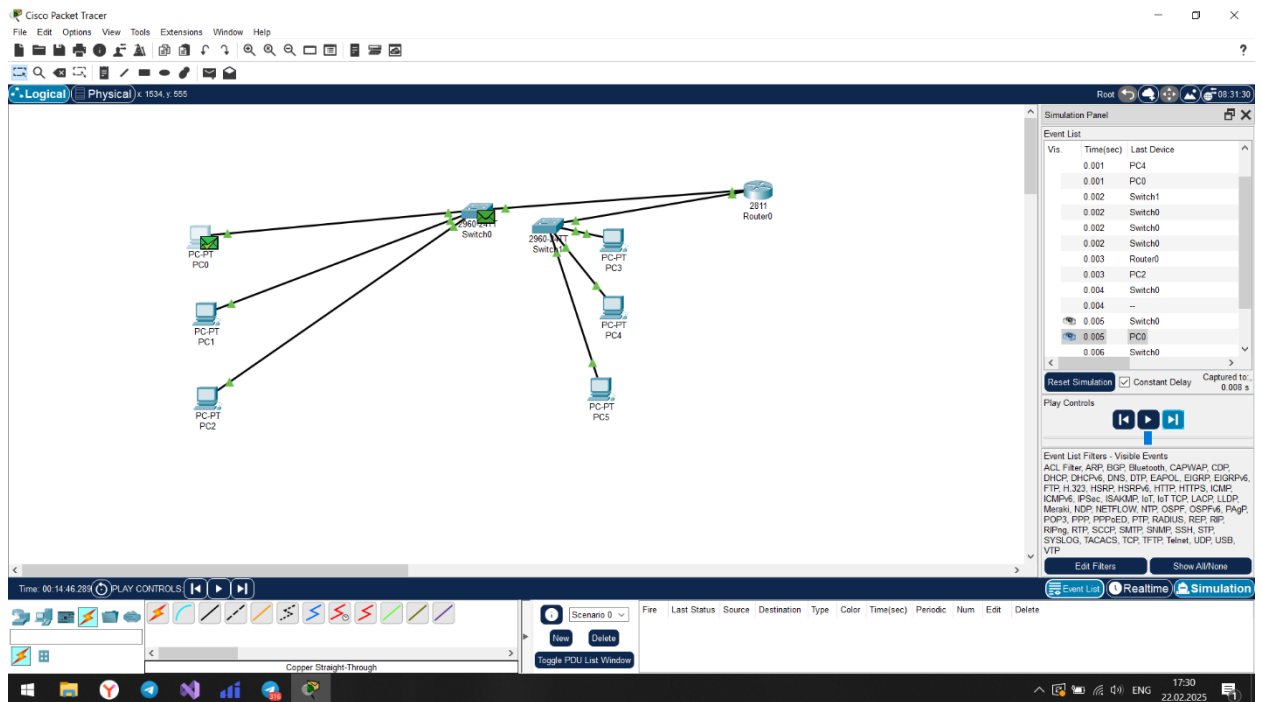 Cisco Packet Tracer
File Edit Options View Tools Extensions Window Help
?
Logical Physical x: 1534, y: 555 Root 08:31:30
Simulation Panel
Event List
Vis. Time(sec) Last Device
0.001 PC4
0.001 PC0
0.002 Switch1
0.002 Switch0
0.002 Switch0
0.002 Switch0
0.003 Router0
0.003 PC2
0.004 Switch0
0.004 --
0.005 Switch0
0.005 PC0
0.006 Switch0
Reset Simulation Constant Delay Captured to:
0.008 s
Play Controls
Event List Filters - Visible Events
ACL Filter, ARP, BGP, Bluetooth, CAPWAP, CDP,
DHCP, DHCPv6, DNS, DTP, EAPOL, EIGRP, EIGRPv6,
FTP, H.323, HSRP, HSRPv6, HTTP, HTTPS, ICMP,
ICMPv6, IPSec, ISAKMP, IoT, IoT TCP, LACP, LLDP,
Meraki, NDP, NETFLOW, NTP, OSPF, OSPFv6, PAgP,
POP3, PPP, PPPoED, PTP, RADIUS, REP, RIP,
RIPng, RTP, SCCP, SMTP, SNMP, SSH, STP,
SYSLOG, TACACS, TCP, TFTP, Telnet, UDP, USB,
VTP
Edit Filters Show All/None
2811
Router0
2960-24TT
Switch0
2960-24TT
Switch1
PC-PT
PC0
PC-PT
PC3
PC-PT
PC1
PC-PT
PC4
PC-PT
PC2
PC-PT
PC5
Time: 00:14:46.289 PLAY CONTROLS: Event List Realtime Simulation
Scenario 0
New Delete
Toggle PDU List Window
Fire Last Status Source Destination Type Color Time(sec) Periodic Num Edit Delete
Copper Straight-Through
316
ENG
17:30
22.02.2025
1